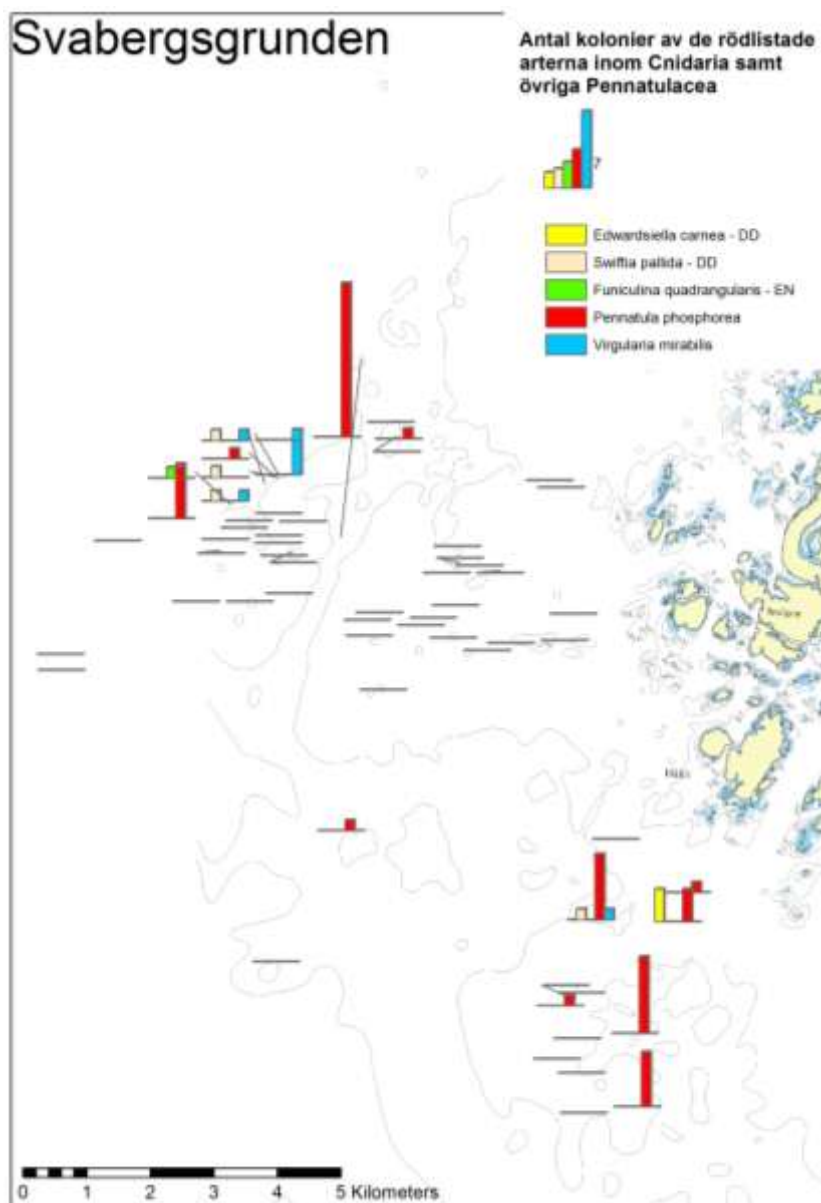 Svabergsgrunden
Antal kolonier av de rödlistade
arterna inom Cnidaria samt
övriga Pennatulacea
7
Edwardsiella carnea - DD
Swiftia pallida - DD
Funiculina quadrangularis - EN
Pennatula phosphorea
Virgularia mirabilis
0 1 2 3 4 5 Kilometers